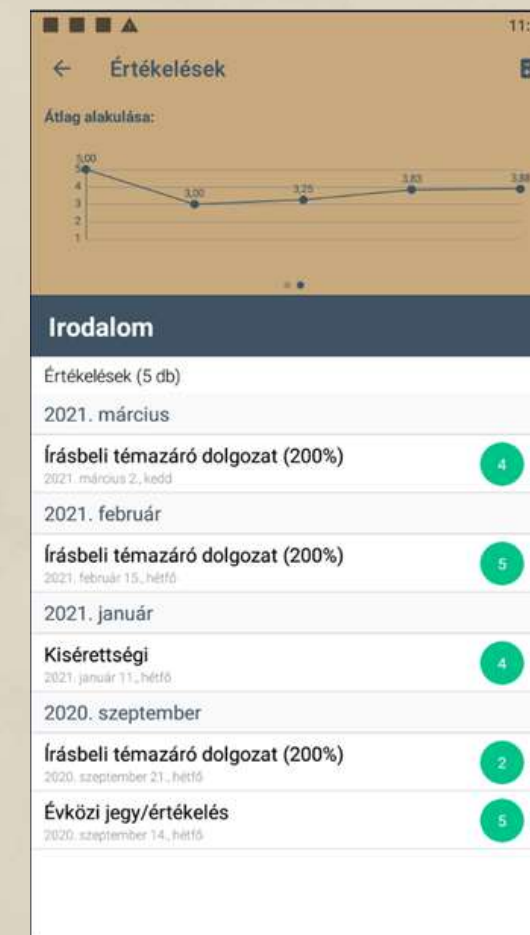 11:
Értékelések
Átlag alakulása:
5,00
3,00
3,25
3,83
3,88
5
4
3
2
1
Irodalom
Értékelések (5 db)
2021. március
Írásbeli témazáró dolgozat (200%)
4
2021. március 2., kedd
2021. február
Írásbeli témazáró dolgozat (200%)
5
2021. február 15., hétfő
2021. január
Kisérettségi
4
2021. január 11., hétfő
2020. szeptember
Írásbeli témazáró dolgozat (200%)
2
2020. szeptember 21., hétfő
Évközi jegy/értékelés
5
2020. szeptember 14., hétfő